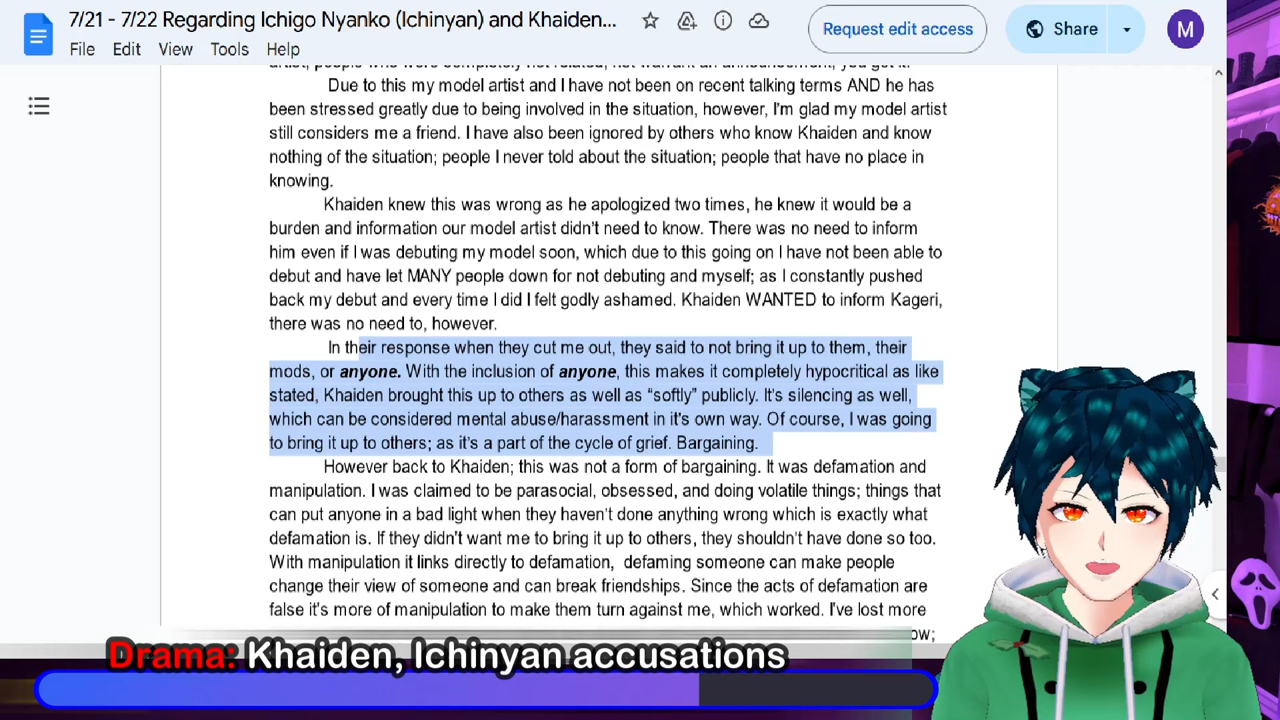 7/21 - 7/22 Regarding Ichigo Nyanko (Ichinyan) and Khaiden...
Request edit access
Share
M
File Edit View Tools Help
Due to this my model artist and I have not been on recent talking terms AND he has
been stressed greatly due to being involved in the situation, however, I'm glad my model artist
still considers me a friend. I have also been ignored by others who know Khaiden and know
nothing of the situation; people I never told about the situation; people that have no place in
knowing.
Khaiden knew this was wrong as he apologized two times, he knew it would be a
burden and information our model artist didn't need to know. There was no need to inform
him even if I was debuting my model soon, which due to this going on I have not been able to
debut and have let MANY people down for not debuting and myself; as I constantly pushed
back my debut and every time I did I felt godly ashamed. Khaiden WANTED to inform Kageri,
there was no need to, however.
In their response when they cut me out, they said to not bring it up to them, their
mods, or anyone. With the inclusion of anyone, this makes it completely hypocritical as like
stated, Khaiden brought this up to others as well as “softly” publicly. It's silencing as well,
which can be considered mental abuse/harassment in it's own way. Of course, I was going
to bring it up to others; as it's a part of the cycle of grief. Bargaining.
However back to Khaiden; this was not a form of bargaining. It was defamation and
manipulation. I was claimed to be parasocial, obsessed, and doing volatile things; things that
can put anyone in a bad light when they haven't done anything wrong which is exactly what
defamation is. If they didn't want me to bring it up to others, they shouldn't have done so too.
With manipulation it links directly to defamation, defaming someone can make people
change their view of someone and can break friendships. Since the acts of defamation are
false it's more of manipulation to make them turn against me, which worked. I've lost more
ow;
Drama: Khaiden, Ichinyan accusations